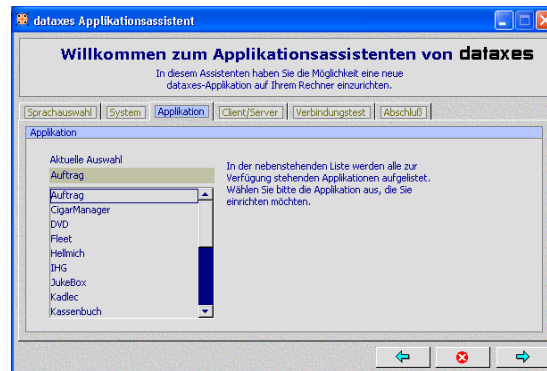 dataxes Applikationsassistent
Willkommen zum Applikationsassistenten von dataxes
In diesem Assistenten haben Sie die Möglichkeit eine neue
dataxes-Applikation auf Ihrem Rechner einzurichten.
Sprachauswahl System Applikation Client/Server Verbindungstest Abschluß
Applikation
Aktuelle Auswahl
Auftrag
In der nebenstehenden Liste werden alle zur
Verfügung stehenden Applikationen aufgelistet.
Wählen Sie bitte die Applikation aus, die Sie
einrichten möchten.
Auftrag
CigarManager
DVD
Fleet
Hellmich
IHG
JukeBox
Kadlec
Kassenbuch